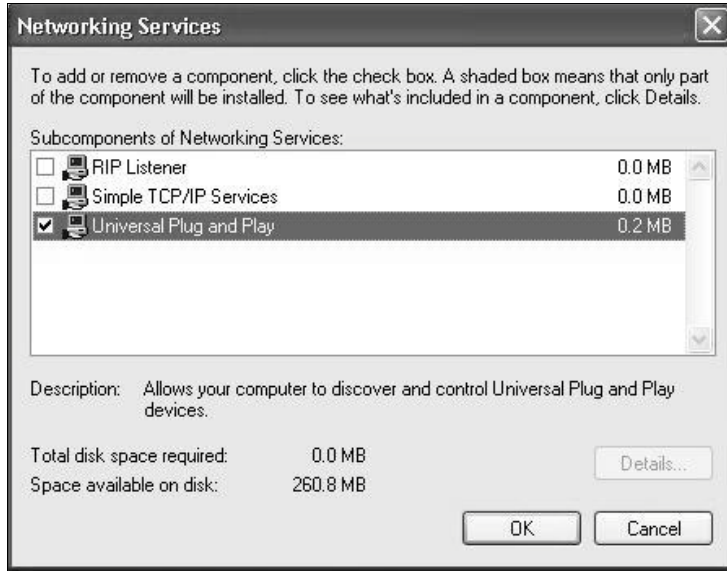 Networking Services
To add or remove a component, click the check box. A shaded box means that only part
of the component will be installed. To see what's included in a component, click Details.
Subcomponents of Networking Services:
RIP Listener 0.0 MB
Simple TCP/IP Services 0.0 MB
Universal Plug and Play 0.2 MB
Description: Allows your computer to discover and control Universal Plug and Play
devices.
Total disk space required: 0.0 MB
Space available on disk: 260.8 MB
Details...
OK Cancel